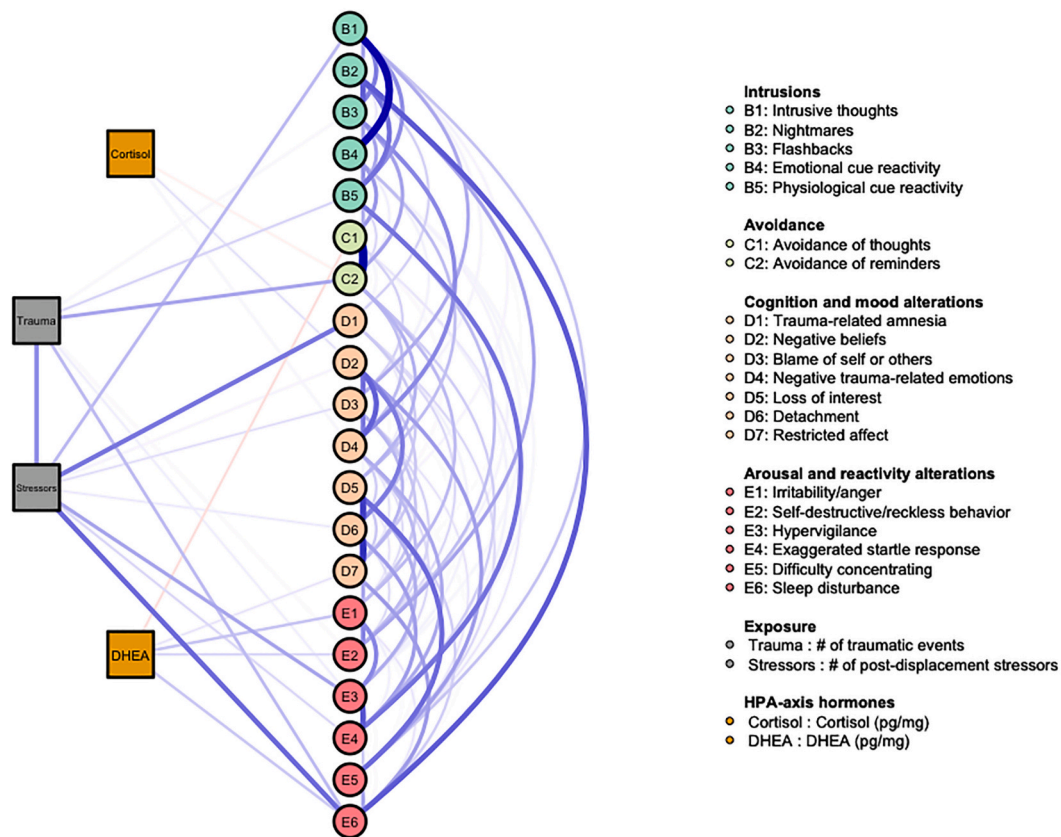 B1
B2
B3
B4
B5
C1
C2
D1
D2
D3
D4
D5
D6
D7
E1
E2
E3
E4
E5
E6
Cortisol
Trauma
Stressors
DHEA
Intrusions
B1: Intrusive thoughts
B2: Nightmares
B3: Flashbacks
B4: Emotional cue reactivity
B5: Physiological cue reactivity
Avoidance
C1: Avoidance of thoughts
C2: Avoidance of reminders
Cognition and mood alterations
D1: Trauma-related amnesia
D2: Negative beliefs
D3: Blame of self or others
D4: Negative trauma-related emotions
D5: Loss of interest
D6: Detachment
D7: Restricted affect
Arousal and reactivity alterations
E1: Irritability/anger
E2: Self-destructive/reckless behavior
E3: Hypervigilance
E4: Exaggerated startle response
E5: Difficulty concentrating
E6: Sleep disturbance
Exposure
Trauma : # of traumatic events
Stressors : # of post-displacement stressors
HPA-axis hormones
Cortisol : Cortisol (pg/mg)
DHEA : DHEA (pg/mg)